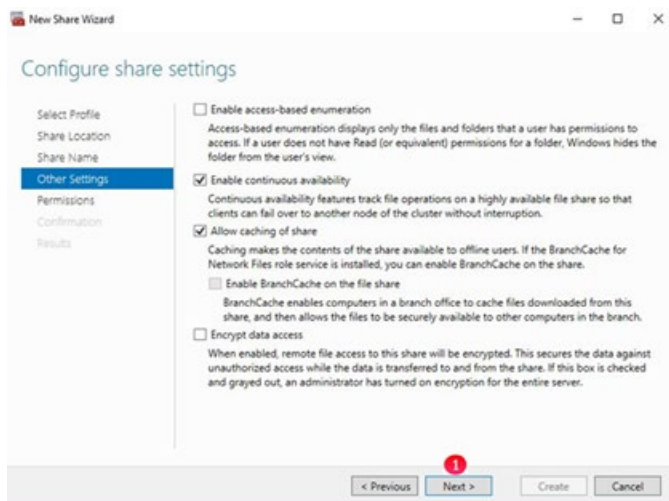 New Share Wizard
Configure share settings
Select Profile
Share Location
Share Name
Other Settings
Permissions
Confirmation
Results
Enable access-based enumeration
Access-based enumeration displays only the files and folders that a user has permissions to
access. If a user does not have Read (or equivalent) permissions for a folder, Windows hides the
folder from the user's view.
Enable continuous availability
Continuous availability features track file operations on a highly available file share so that
clients can fail over to another node of the cluster without interruption.
Allow caching of share
Caching makes the contents of the share available to offline users. If the BranchCache for
Network Files role service is installed, you can enable BranchCache on the share.
Enable BranchCache on the file share
BranchCache enables computers in a branch office to cache files downloaded from this
share, and then allows the files to be securely available to other computers in the branch.
Encrypt data access
When enabled, remote file access to this share will be encrypted. This secures the data against
unauthorized access while the data is transferred to and from the share. If this box is checked
and grayed out, an administrator has turned on encryption for the entire server.
1
< Previous Next > Create Cancel